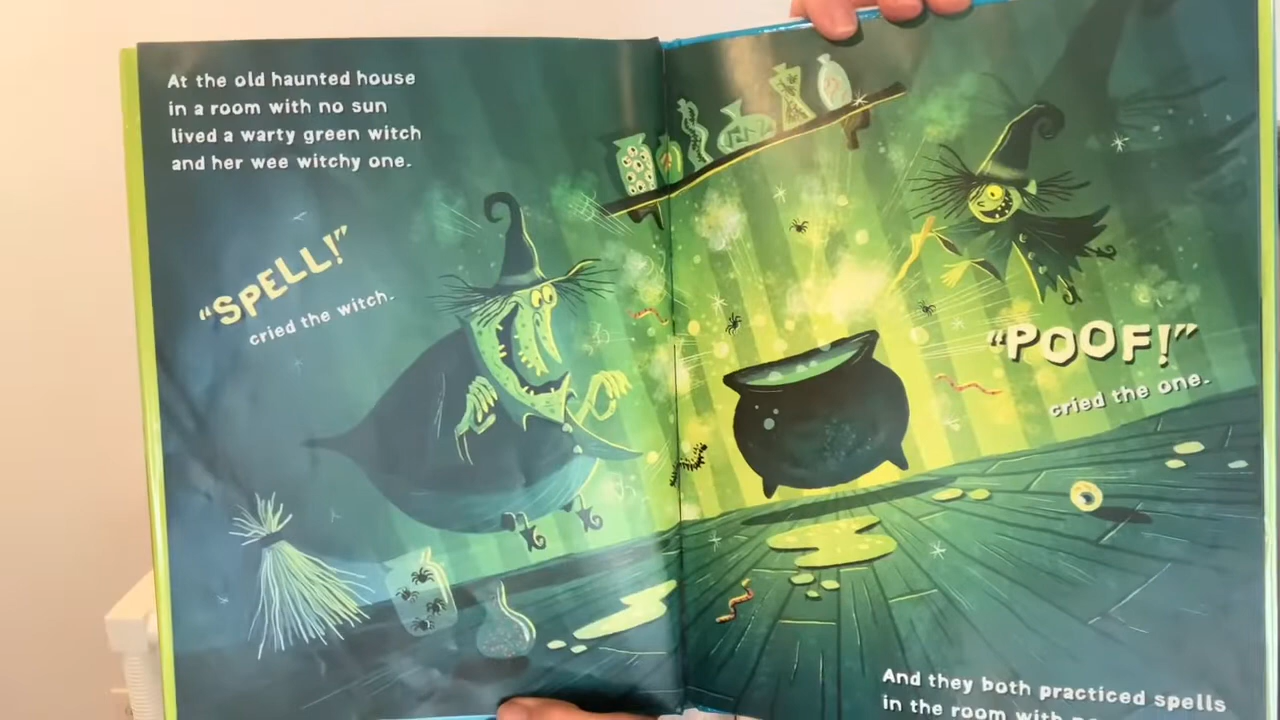 At the old haunted house
in a room with no sun
lived a warty green witch
and her wee witchy one.
“SPELL!”
cried the witch.
“POOF!”
cried the one.
And they both practiced spells
in the room with